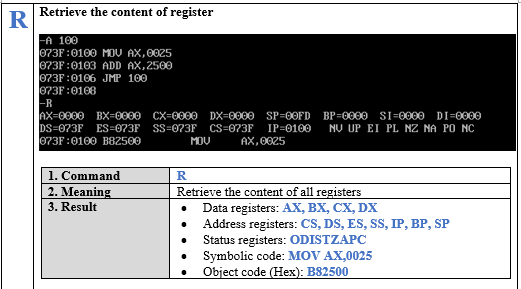 R
Retrieve the content of register
-A 100
073F:0100 MOV AX,0025
073F:0103 ADD AX,2500
073F:0106 JMP 100
073F:0108
-R
AX=0000 BX=0000 CX=0000 DX=0000 SP=00FD BP=0000 SI=0000 DI=0000
DS=073F ES=073F SS=073F CS=073F IP=0100 NV UP EI PL NZ NA PO NC
073F:0100 B82500 MOV AX,0025
1. Command R
2. Meaning Retrieve the content of all registers
3. Result • Data registers: AX, BX, CX, DX
• Address registers: CS, DS, ES, SS, IP, BP, SP
• Status registers: ODISTZAPC
• Symbolic code: MOV AX,0025
• Object code (Hex): B82500